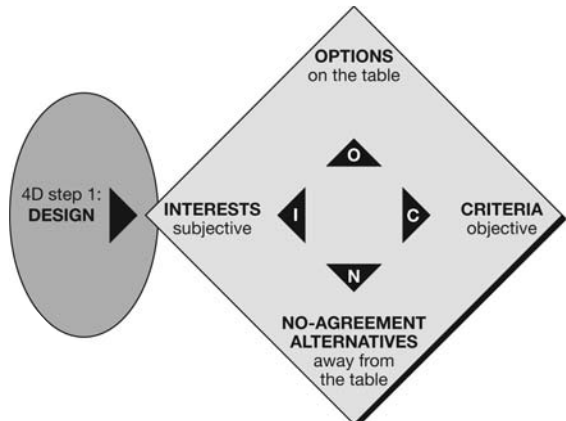 OPTIONS
on the table
O
4D step 1:
DESIGN
INTERESTS
subjective
I
C
CRITERIA
objective
N
NO-AGREEMENT
ALTERNATIVES
away from
the table